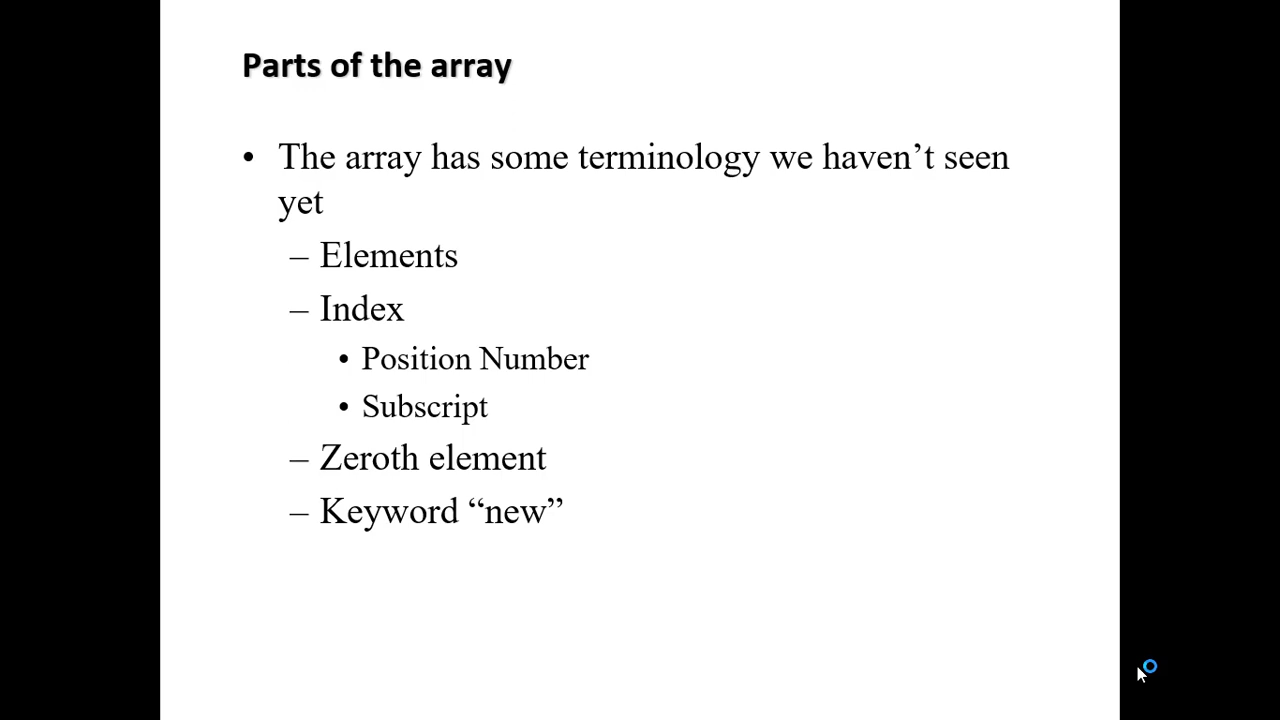 Parts of the array
• The array has some terminology we haven’t seen
yet
– Elements
– Index
• Position Number
• Subscript
– Zeroth element
– Keyword “new”